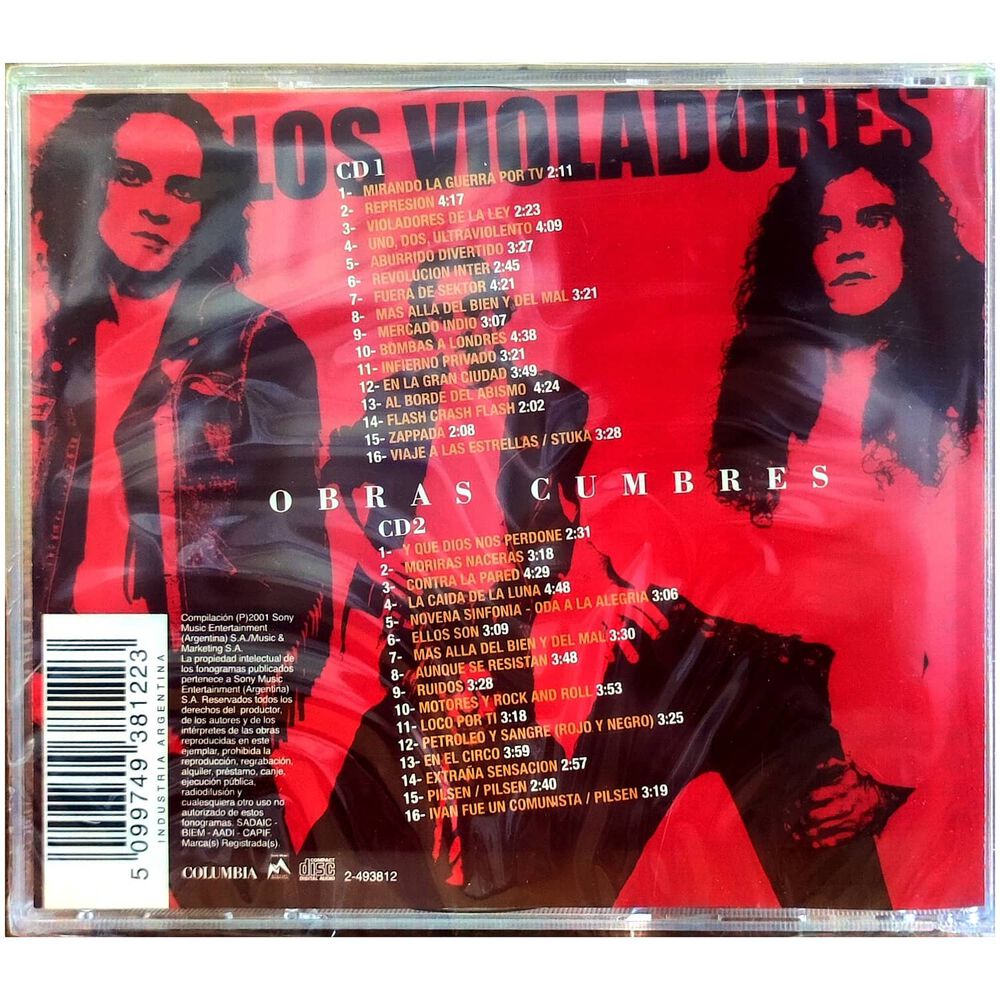 LOS VIOLADORES
CD 1
1- MIRANDO LA GUERRA POR TV 2:11
2- REPRESION 4:17
3- VIOLADORES DE LA LEY 2:23
4- UNO, DOS, ULTRAVIOLENTO 4:09
5- ABURRIDO DIVERTIDO 3:27
6- REVOLUCION INTER 2:45
7- FUERA DE SEKTOR 4:21
8- MAS ALLA DEL BIEN Y DEL MAL 3:21
9- MERCADO INDIO 3:07
10- BOMBAS A LONDRES 4:38
11- INFIERNO PRIVADO 3:21
12- EN LA GRAN CIUDAD 3:49
13- AL BORDE DEL ABISMO 4:24
14- FLASH CRASH FLASH 2:02
15- ZAPPADA 2:08
16- VIAJE A LAS ESTRELLAS / STUKA 3:28
OBRAS CUMBRES
CD 2
1- Y QUE DIOS NOS PERDONE 2:31
2- MORIRAS NACERAS 3:18
3- CONTRA LA PARED 4:29
4- LA CAIDA DE LA LUNA 4:48
5- NOVENA SINFONIA - ODA A LA ALEGRIA 3:06
6- ELLOS SON 3:09
7- MAS ALLA DEL BIEN Y DEL MAL 3:30
8- AUNQUE SE RESISTAN 3:48
9- RUIDOS 3:28
10- MOTORES Y ROCK AND ROLL 3:53
11- LOCO POR TI 3:18
12- PETROLEO Y SANGRE (ROJO Y NEGRO) 3:25
13- EN EL CIRCO 3:59
14- EXTRAÑA SENSACION 2:57
15- PILSEN / PILSEN 2:40
16- IVAN FUE UN COMUNISTA / PILSEN 3:19
5 099749 381223
INDUSTRIA ARGENTINA
Compilación (P)2001 Sony
Music Entertainment
(Argentina) S.A./Music &
Marketing S.A.
La propiedad intelectual de
los fonogramas publicados
pertenece a Sony Music
Entertainment (Argentina)
S.A. Reservados todos los
derechos del productor,
de los autores y de los
intérpretes de las obras
reproducidas en este
ejemplar, prohibida la
reproducción, regrabación,
alquiler, préstamo, canje,
ejecución pública,
radiodifusión y
cualesquiera otro uso no
autorizado de estos
fonogramas. SADAIC -
BIEM - AADI - CAPIF.
Marca(s) Registrada(s).
COLUMBIA
COMPACT
disc
DIGITAL AUDIO
2-493812